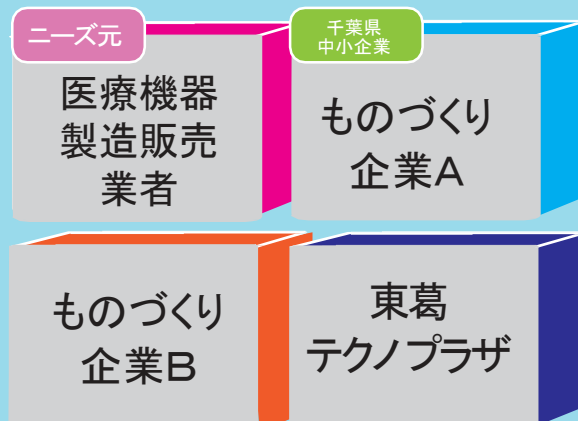 ニーズ元
医療機器
製造販売
業者
千葉県
中小企業
ものづくり
企業A
ものづくり
企業B
東葛
テクノプラザ